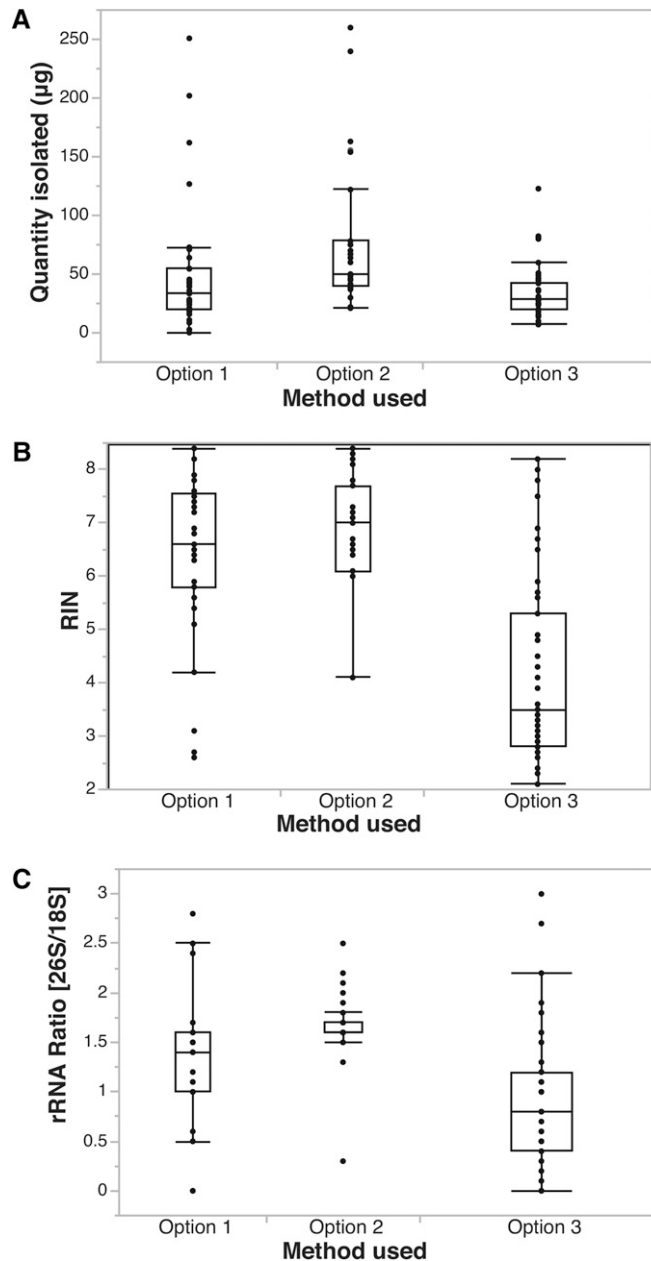 A
Quantity isolated (µg)
250
200
150
100
50
0
Option 1 Option 2 Option 3
Method used
B
RIN
8
7
6
5
4
3
2
Option 1 Option 2 Option 3
Method used
C
rRNA Ratio [26S/18S]
3
2.5
2
1.5
1
0.5
0
Option 1 Option 2 Option 3
Method used